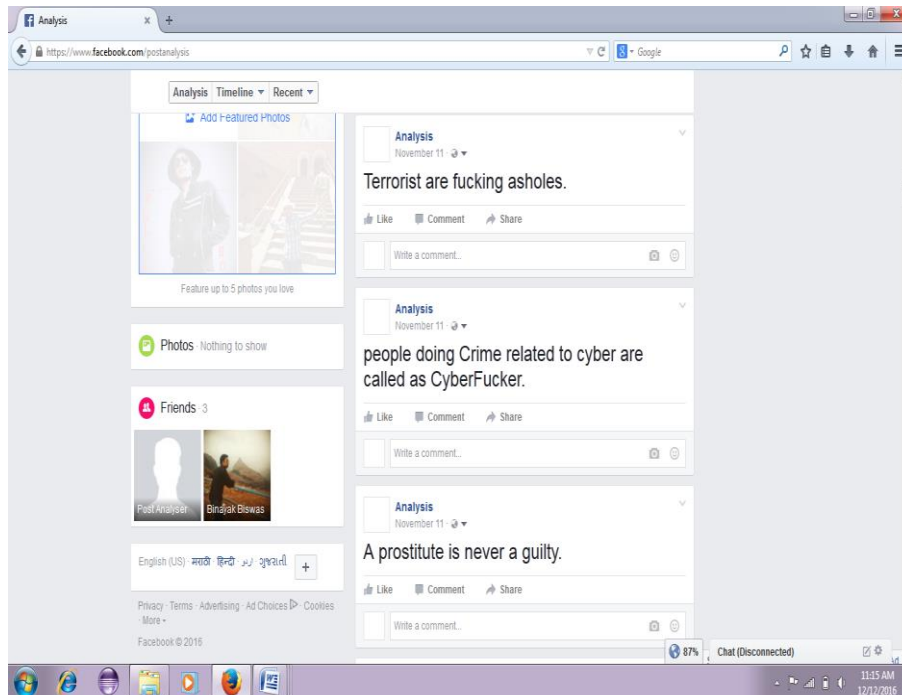 Analysis
https://www.facebook.com/postanalysis
Google
Analysis Timeline Recent
Add Featured Photos
Feature up to 5 photos you love
Photos · Nothing to show
Friends · 3
Post Analyser Binayak Biswas
English (US) · मराठी · हिन्दी · اردو · ગુજરાતી
Privacy · Terms · Advertising · Ad Choices · Cookies
· More
Facebook © 2016
Analysis
November 11
Terrorist are fucking asholes.
Like Comment Share
Write a comment...
Analysis
November 11
people doing Crime related to cyber are
called as CyberFucker.
Like Comment Share
Write a comment...
Analysis
November 11
A prostitute is never a guilty.
Like Comment Share
Write a comment...
87% Chat (Disconnected)
11:15 AM
12/12/2016